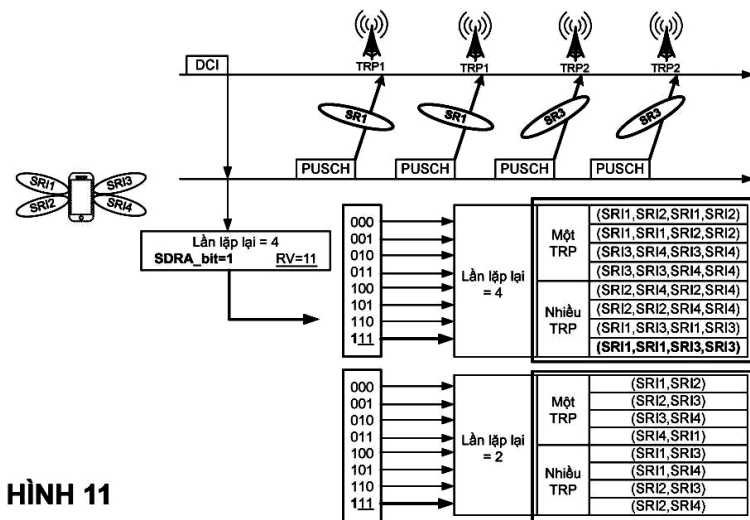 DCI
TRP1 TRP1 TRP2 TRP2
SR1 SR1 SR3 SR3
PUSCH PUSCH PUSCH PUSCH
SRI1 SRI3
SRI2 SRI4
Lần lặp lại = 4
SDRA_bit=1 RV=11
000
001
010
011
100
101
110
111
Lần lặp lại
= 4
Một
TRP
(SRI1,SRI2,SRI1,SRI2)
(SRI1,SRI1,SRI2,SRI2)
(SRI3,SRI4,SRI3,SRI4)
(SRI3,SRI3,SRI4,SRI4)
Nhiều
TRP
(SRI2,SRI4,SRI2,SRI4)
(SRI2,SRI2,SRI4,SRI4)
(SRI1,SRI3,SRI1,SRI3)
(SRI1,SRI1,SRI3,SRI3)
000
001
010
011
100
101
110
111
Lần lặp lại
= 2
Một
TRP
(SRI1,SRI2)
(SRI2,SRI3)
(SRI3,SRI4)
(SRI4,SRI1)
Nhiều
TRP
(SRI1,SRI3)
(SRI1,SRI4)
(SRI2,SRI3)
(SRI2,SRI4)
HÌNH 11